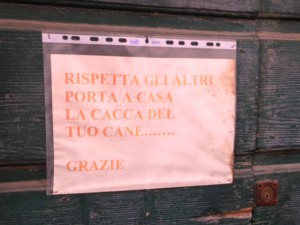 RISPETTA GLI ALTRI,
PORTA A CASA
LA CACCA DEL
TUO CANE.......
GRAZIE